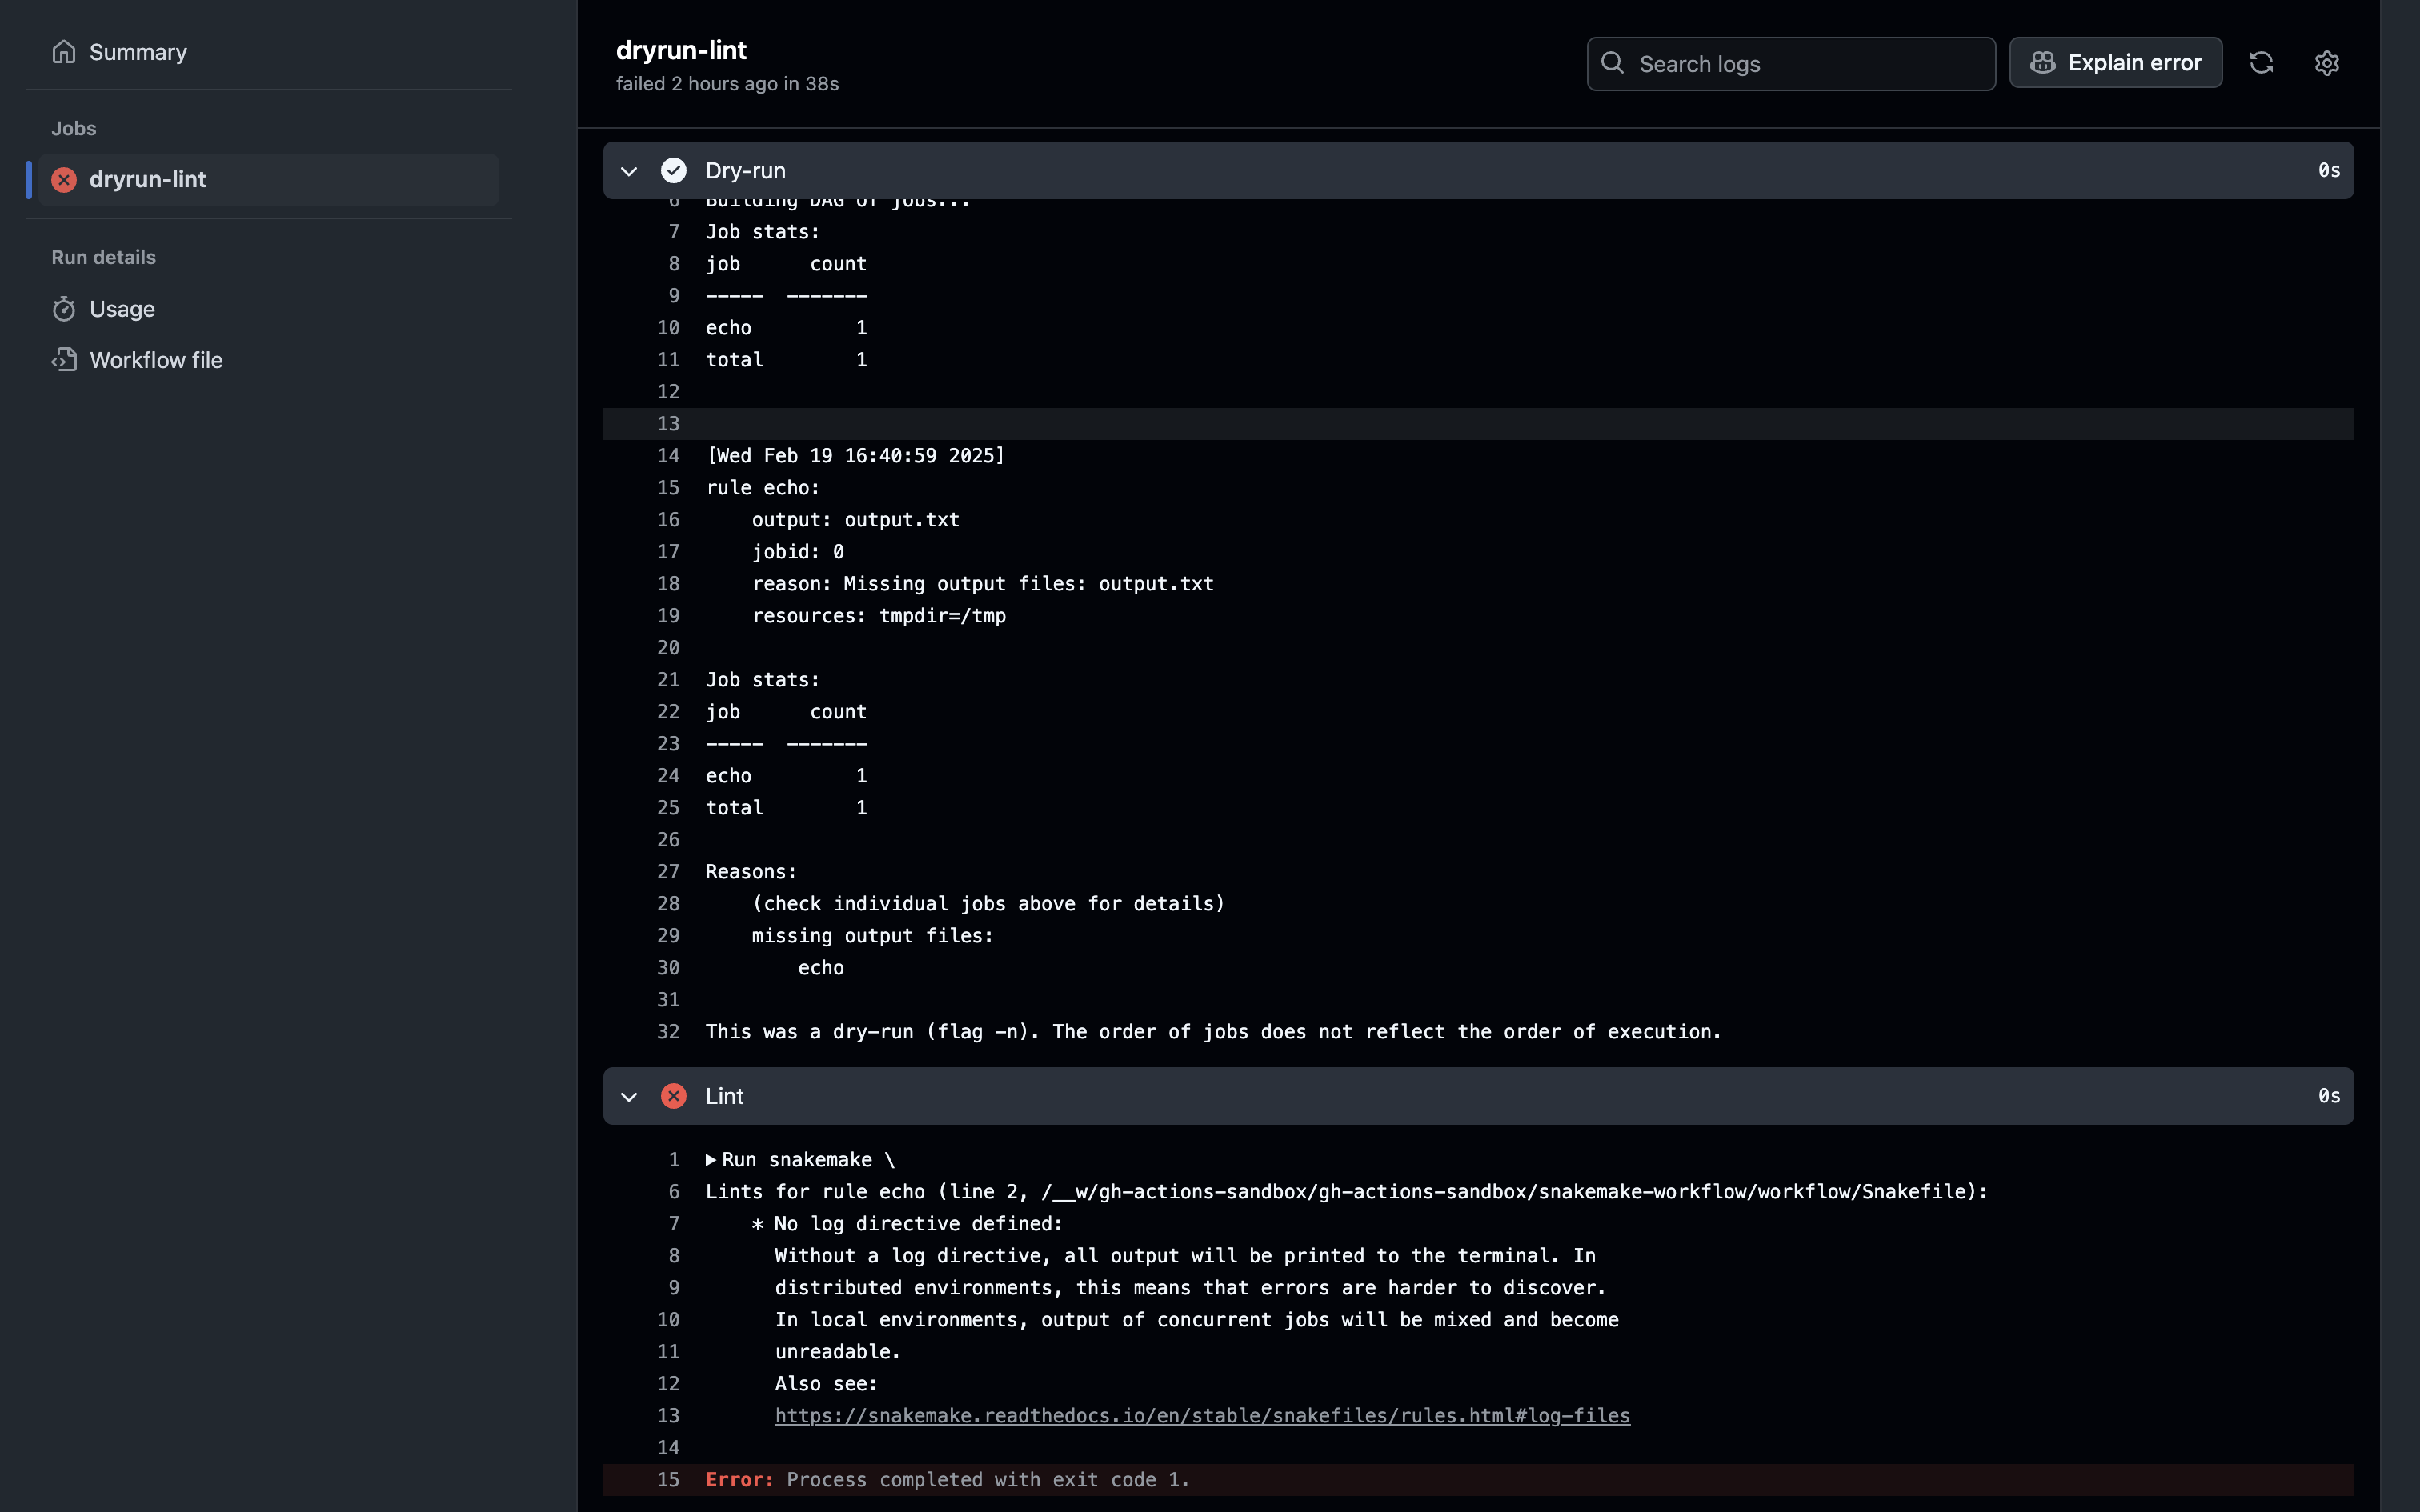 Summary
Jobs
dryrun-lint
Run details
Usage
Workflow file
dryrun-lint
failed 2 hours ago in 38s
Search logs
Explain error
Dry-run 0s
6 Building DAG of jobs...
7 Job stats:
8 job      count
9 -----  -------
10 echo         1
11 total        1
12
13
14 [Wed Feb 19 16:40:59 2025]
15 rule echo:
16     output: output.txt
17     jobid: 0
18     reason: Missing output files: output.txt
19     resources: tmpdir=/tmp
20
21 Job stats:
22 job      count
23 -----  -------
24 echo         1
25 total        1
26
27 Reasons:
28     (check individual jobs above for details)
29     missing output files:
30         echo
31
32 This was a dry-run (flag -n). The order of jobs does not reflect the order of execution.
Lint 0s
1 Run snakemake \
6 Lints for rule echo (line 2, /__w/gh-actions-sandbox/gh-actions-sandbox/snakemake-workflow/workflow/Snakefile):
7     * No log directive defined:
8       Without a log directive, all output will be printed to the terminal. In
9       distributed environments, this means that errors are harder to discover.
10       In local environments, output of concurrent jobs will be mixed and become
11       unreadable.
12       Also see:
13       https://snakemake.readthedocs.io/en/stable/snakefiles/rules.html#log-files
14
15 Error: Process completed with exit code 1.